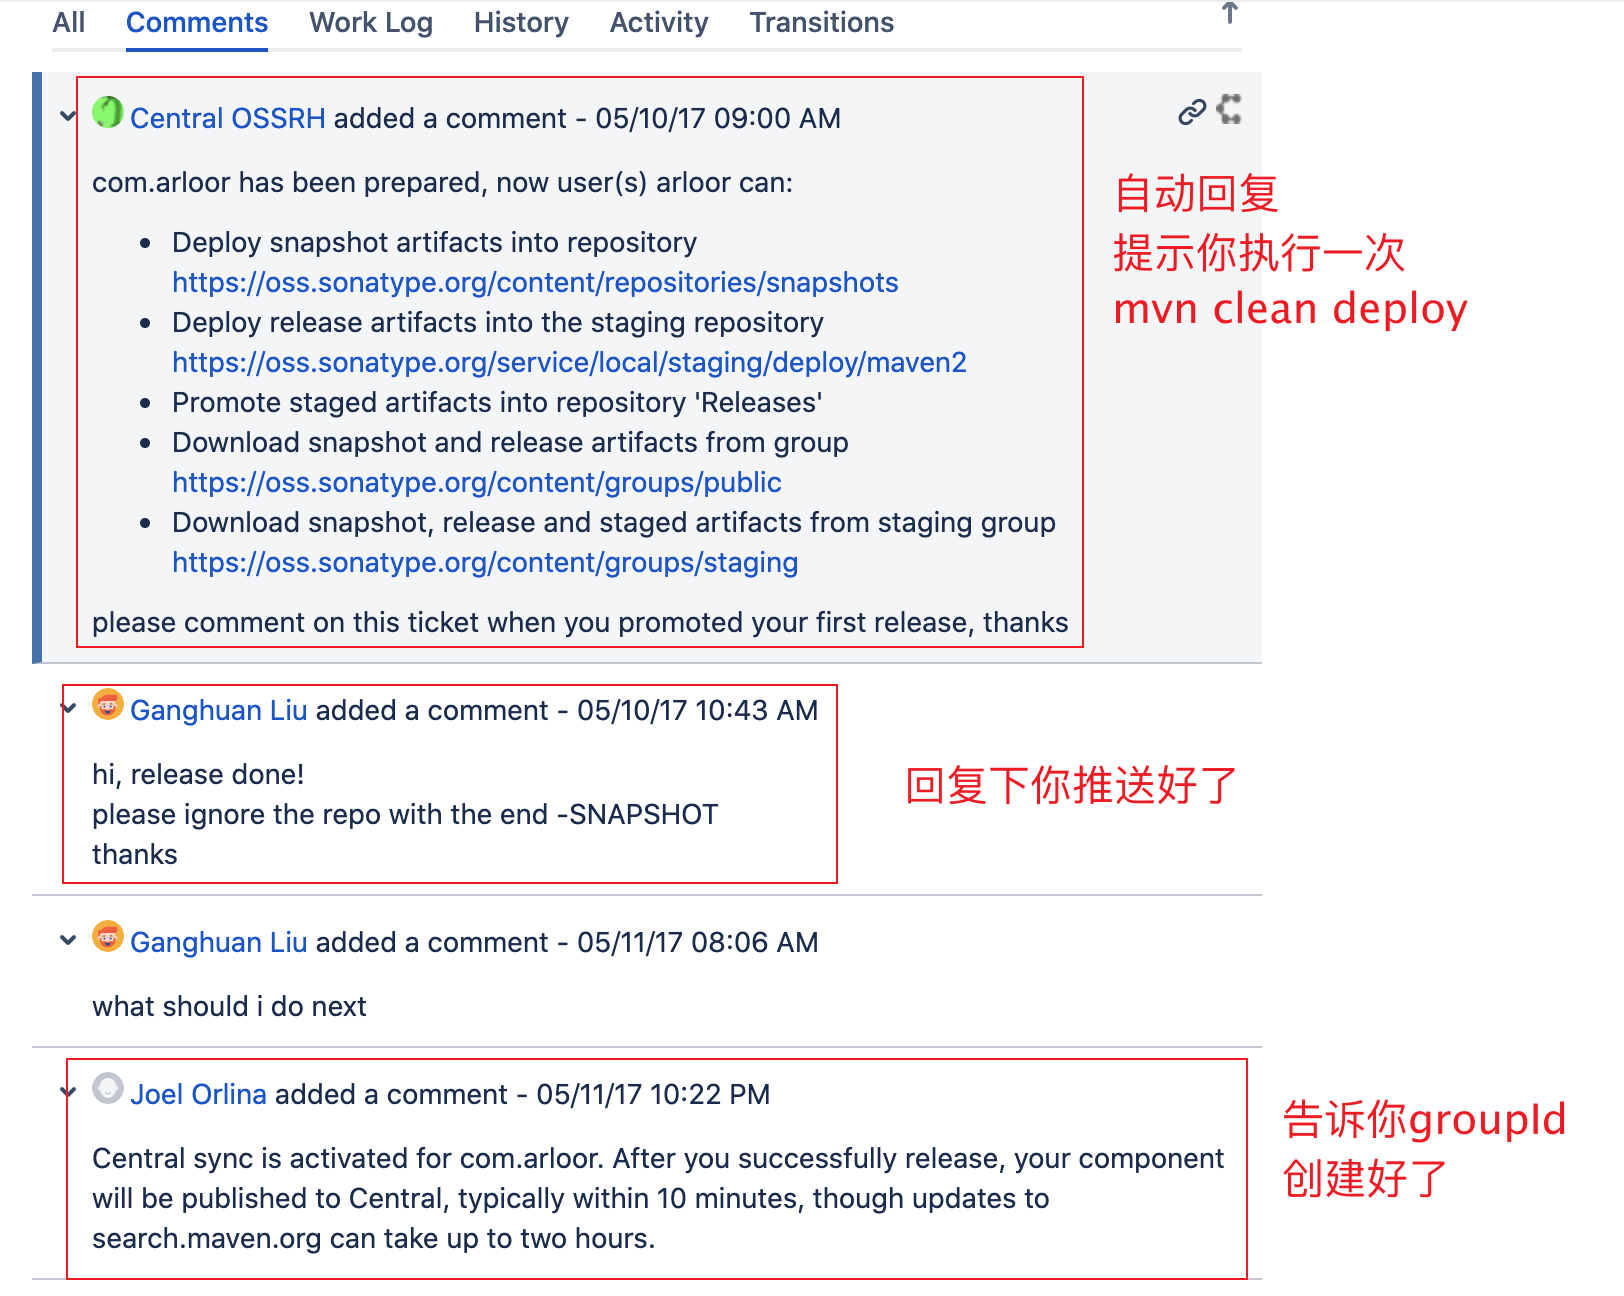 All Comments Work Log History Activity Transitions
Central OSSRH added a comment - 05/10/17 09:00 AM
com.arloor has been prepared, now user(s) arloor can:
• Deploy snapshot artifacts into repository
https://oss.sonatype.org/content/repositories/snapshots
• Deploy release artifacts into the staging repository
https://oss.sonatype.org/service/local/staging/deploy/maven2
• Promote staged artifacts into repository 'Releases'
• Download snapshot and release artifacts from group
https://oss.sonatype.org/content/groups/public
• Download snapshot, release and staged artifacts from staging group
https://oss.sonatype.org/content/groups/staging
please comment on this ticket when you promoted your first release, thanks
自动回复
提示你执行一次
mvn clean deploy
Ganghuan Liu added a comment - 05/10/17 10:43 AM
hi, release done!
please ignore the repo with the end -SNAPSHOT
thanks
回复下你推送好了
Ganghuan Liu added a comment - 05/11/17 08:06 AM
what should i do next
Joel Orlina added a comment - 05/11/17 10:22 PM
Central sync is activated for com.arloor. After you successfully release, your component
will be published to Central, typically within 10 minutes, though updates to
search.maven.org can take up to two hours.
告诉你groupId
创建好了